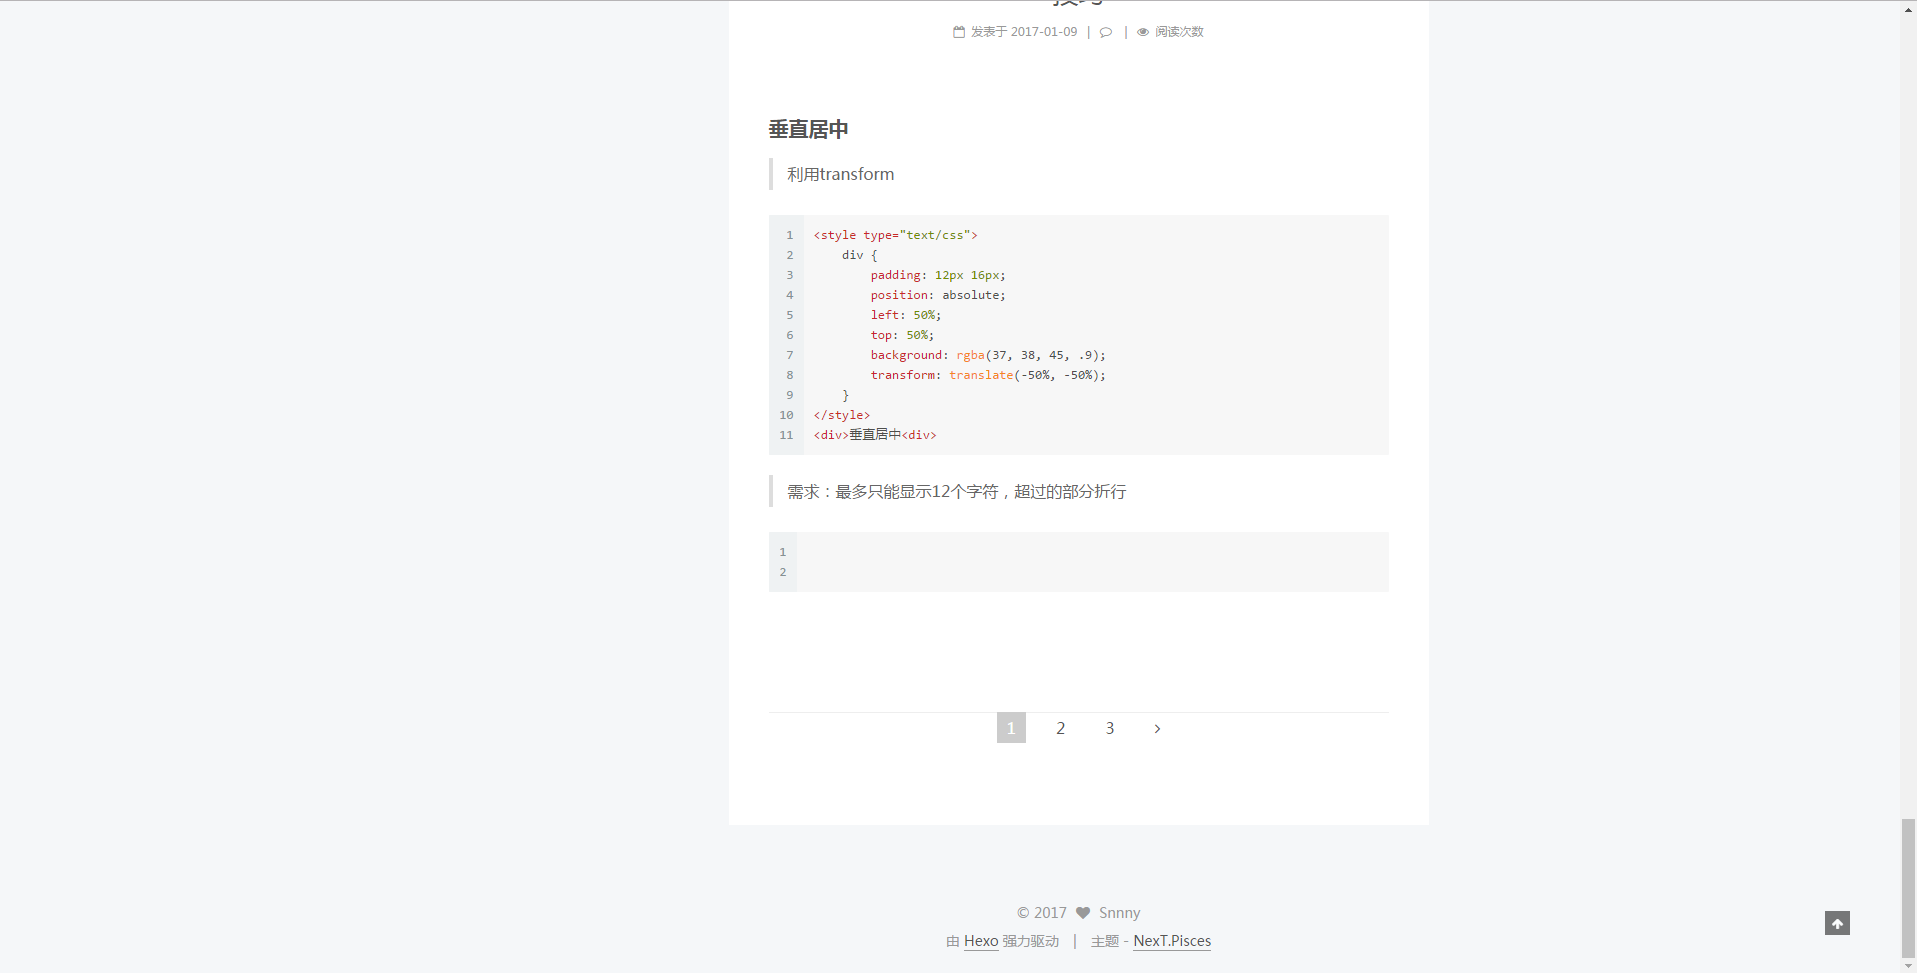 发表于 2017-01-09 | | 阅读次数
垂直居中
利用transform
1 <style type="text/css">
2 div {
3 padding: 12px 16px;
4 position: absolute;
5 left: 50%;
6 top: 50%;
7 background: rgba(37, 38, 45, .9);
8 transform: translate(-50%, -50%);
9 }
10 </style>
11 <div>垂直居中<div>
需求：最多只能显示12个字符，超过的部分折行
1
2
1 2 3 >
© 2017 ♥ Snnny
由 Hexo 强力驱动 | 主题 - NexT.Pisces